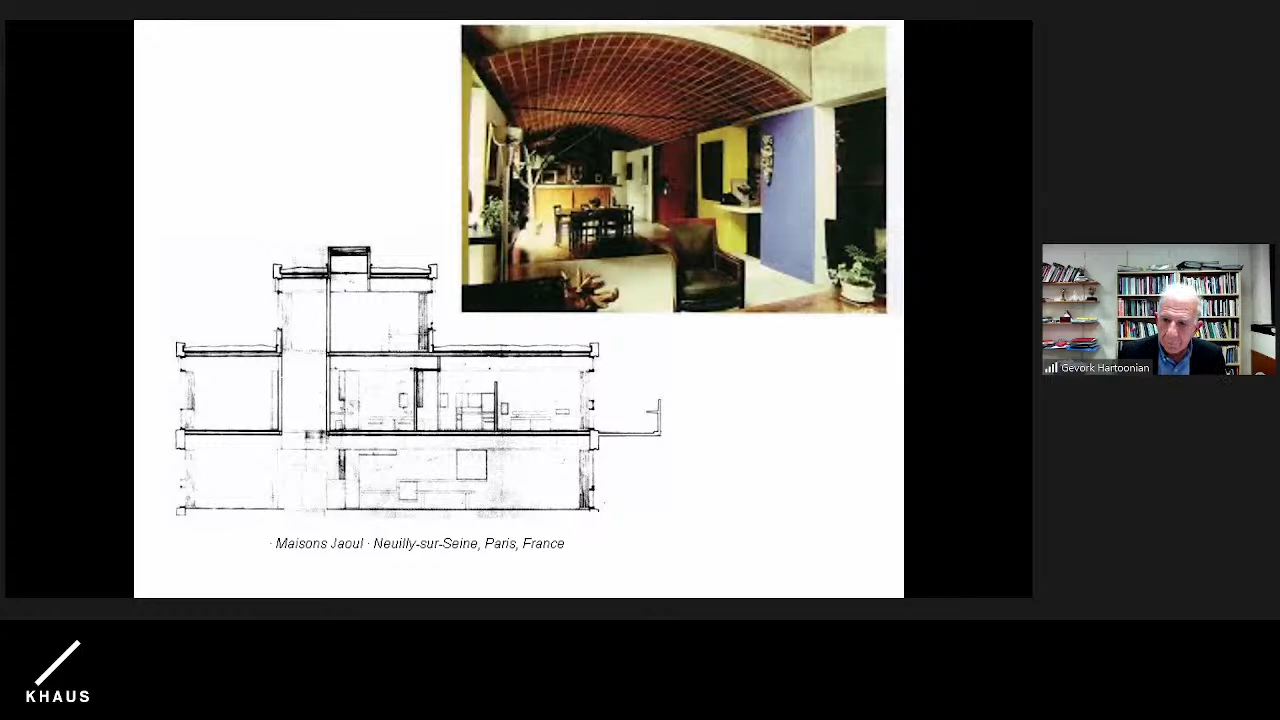 · Maisons Jaoul · Neuilly-sur-Seine, Paris, France
Gevork Hartoonian
KHAUS